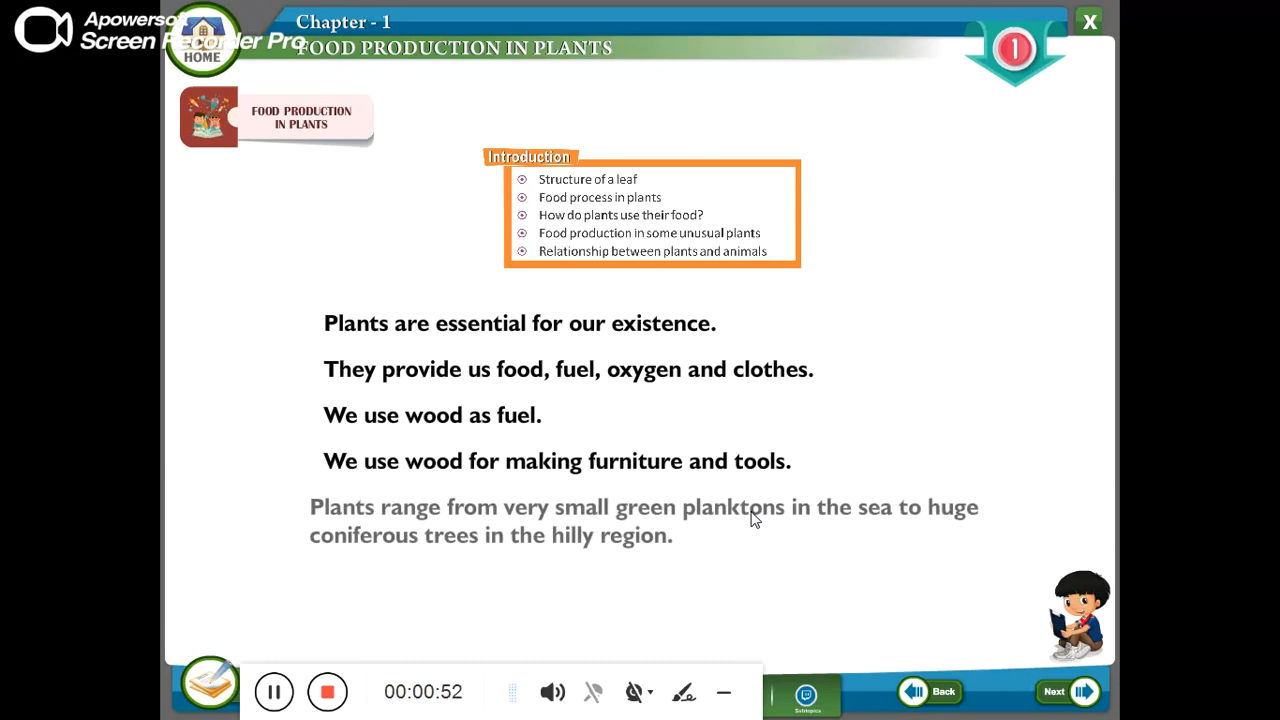 Apowersoft
Screen Recorder Pro
HOME
Chapter - 1
FOOD PRODUCTION IN PLANTS
1
X
FOOD PRODUCTION
IN PLANTS
Introduction
Structure of a leaf
Food process in plants
How do plants use their food?
Food production in some unusual plants
Relationship between plants and animals
Plants are essential for our existence.
They provide us food, fuel, oxygen and clothes.
We use wood as fuel.
We use wood for making furniture and tools.
Plants range from very small green planktons in the sea to huge
coniferous trees in the hilly region.
00:00:52
Subtopics
Back
Next